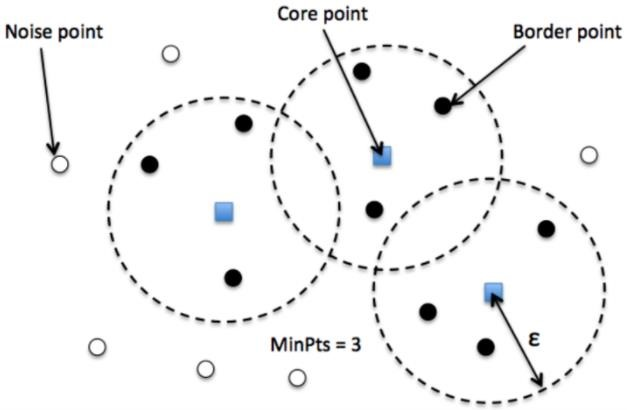 Core point
Noise point
Border point
MinPts = 3
ε